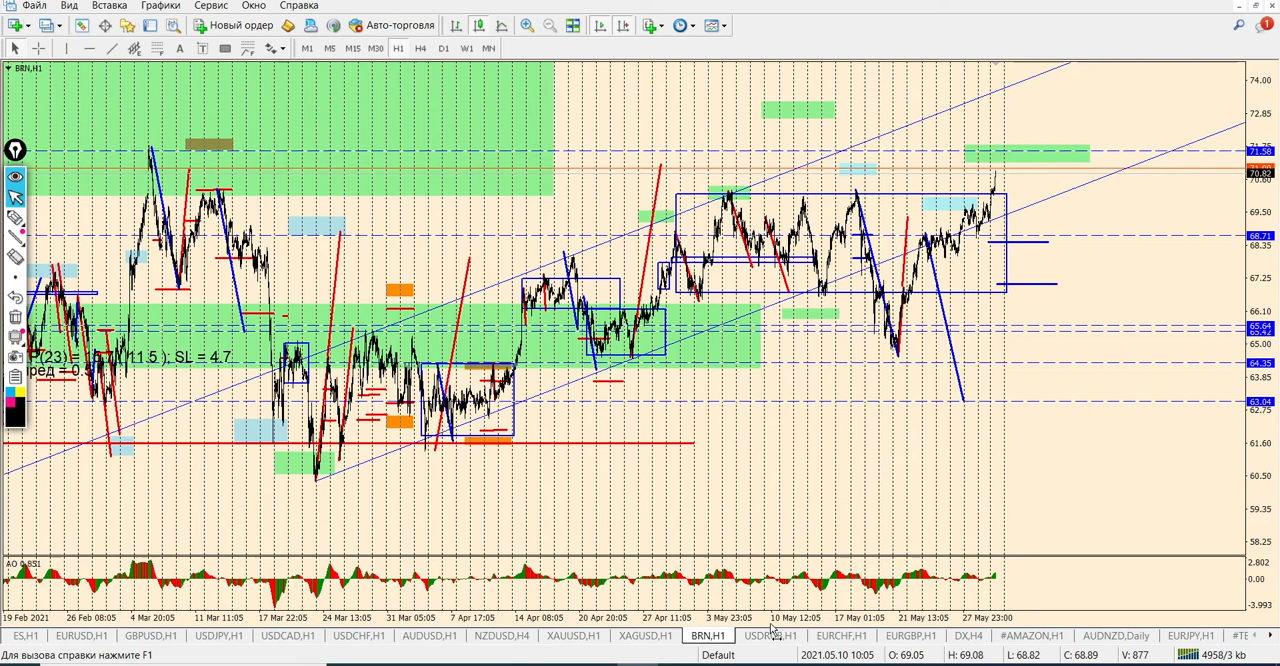 Файл Вид Вставка Графики Сервис Окно Справка
Новый ордер Авто-торговля 1
M1 M5 M15 M30 H1 H4 D1 W1 MN
BRN,H1
74.00
72.85
71.58
70.82
69.50
68.71
68.35
67.25
66.10
65.64
64.35
63.85
63.04
62.75
61.60
60.50
59.35
58.25
11.5 ); SL = 4.7
AO 0.851
2.802
0.00
-3.993
19 Feb 2021 26 Feb 08:05 4 Mar 20:05 11 Mar 11:05 17 Mar 22:05 24 Mar 08:05 31 Mar 03:05 7 Apr 17:05 14 Apr 08:05 20 Apr 19:05 27 Apr 11:05 3 May 23:05 10 May 12:05 17 May 01:05 21 May 13:05 27 May 23:00
ES,H1 EURUSD,H1 GBPUSD,H1 USDJPY,H1 USDCAD,H1 USDCHF,H1 AUDUSD,H1 NZDUSD,H4 XAUUSD,H1 XAGUSD,H1 BRN,H1 EURCHF,H1 EURGBP,H1 DX,H4 #AMAZON,H1 AUDNZD,Daily EURJPY,H1
Для вызова справки нажмите F1 Default 2021.05.10 10:05 O: 69.05 H: 69.08 L: 68.82 C: 68.89 V: 877 4958/3 kb